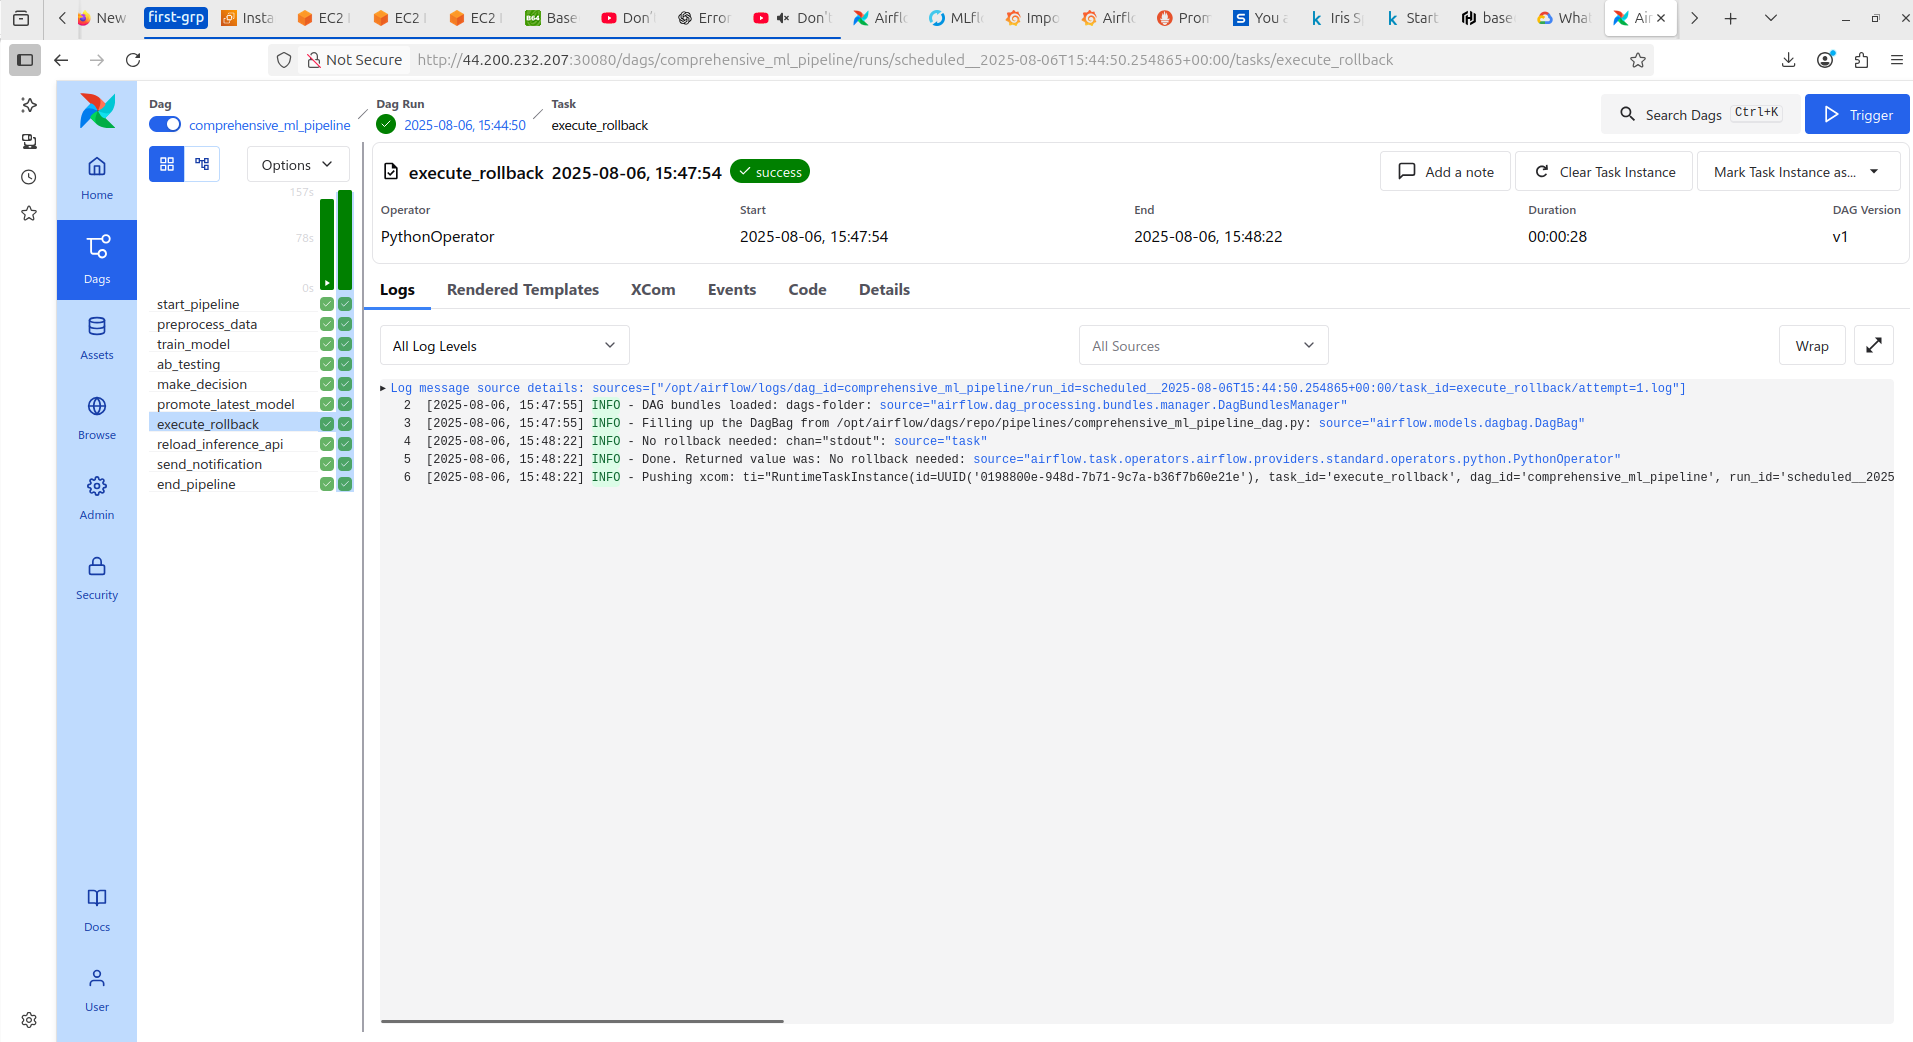 New
first-grp
Insta
EC2
EC2
EC2
B64 Base
Don'
Erro
Don't
Airfl
MLfl
Impo
Airfl
Pron
S You a
k Iris S
k Start
base
What
Air
Not Secure http://44.200.232.207:30080/dags/comprehensive_ml_pipeline/runs/scheduled__2025-08-06T15:44:50.254865+00:00/tasks/execute_rollback
Dag
comprehensive_ml_pipeline
Dag Run
2025-08-06, 15:44:50
Task
execute_rollback
Search Dags Ctrl+K
Trigger
Home
Dags
Assets
Browse
Admin
Security
Docs
User
Options
157s
78s
0s
start_pipeline
preprocess_data
train_model
ab_testing
make_decision
promote_latest_model
execute_rollback
reload_inference_api
send_notification
end_pipeline
execute_rollback 2025-08-06, 15:47:54 success
Add a note
Clear Task Instance
Mark Task Instance as...
Operator
PythonOperator
Start
2025-08-06, 15:47:54
End
2025-08-06, 15:48:22
Duration
00:00:28
DAG Version
v1
Logs Rendered Templates XCom Events Code Details
All Log Levels
All Sources
Wrap
Log message source details: sources=["/opt/airflow/logs/dag_id=comprehensive_ml_pipeline/run_id=scheduled__2025-08-06T15:44:50.254865+00:00/task_id=execute_rollback/attempt=1.log"]
2 [2025-08-06, 15:47:55] INFO - DAG bundles loaded: dags-folder: source="airflow.dag_processing.bundles.manager.DagBundlesManager"
3 [2025-08-06, 15:47:55] INFO - Filling up the DagBag from /opt/airflow/dags/repo/pipelines/comprehensive_ml_pipeline_dag.py: source="airflow.models.dagbag.DagBag"
4 [2025-08-06, 15:48:22] INFO - No rollback needed: chan="stdout": source="task"
5 [2025-08-06, 15:48:22] INFO - Done. Returned value was: No rollback needed: source="airflow.task.operators.airflow.providers.standard.operators.python.PythonOperator"
6 [2025-08-06, 15:48:22] INFO - Pushing xcom: ti="RuntimeTaskInstance(id=UUID('0198800e-948d-7b71-9c7a-b36f7b60e21e'), task_id='execute_rollback', dag_id='comprehensive_ml_pipeline', run_id='scheduled__2025